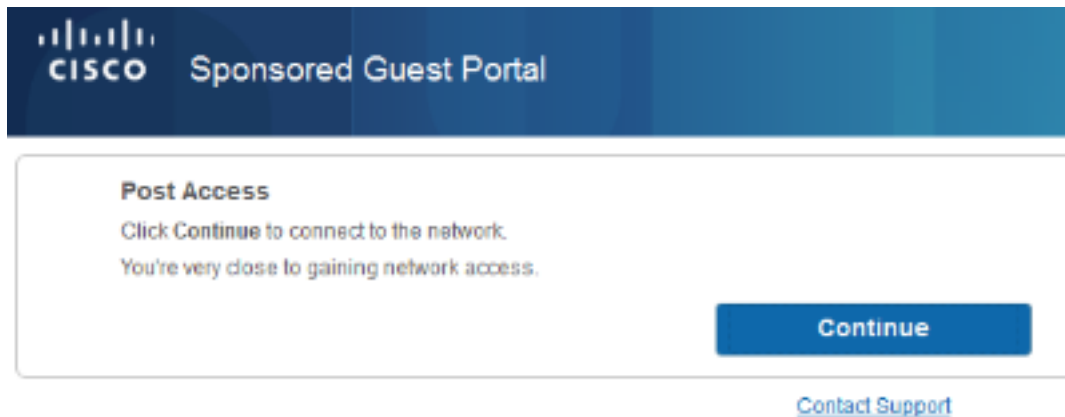 CISCO
Sponsored Guest Portal
Post Access
Click Continue to connect to the network.
You're very close to gaining network access.
Continue
Contact Support